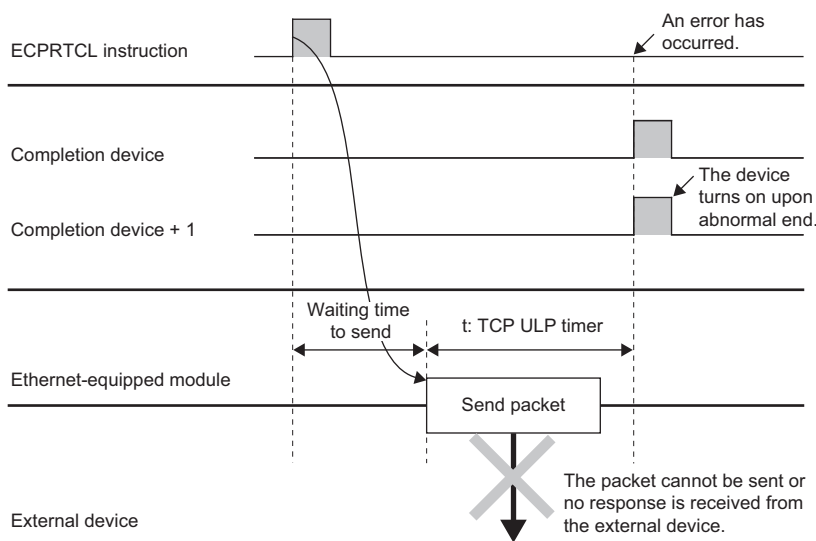 An error has
occurred.
ECPRTCL instruction
Completion device
The device
turns on upon
abnormal end.
Completion device + 1
Waiting time
to send
t: TCP ULP timer
Ethernet-equipped module
Send packet
The packet cannot be sent or
no response is received from
the external device.
External device